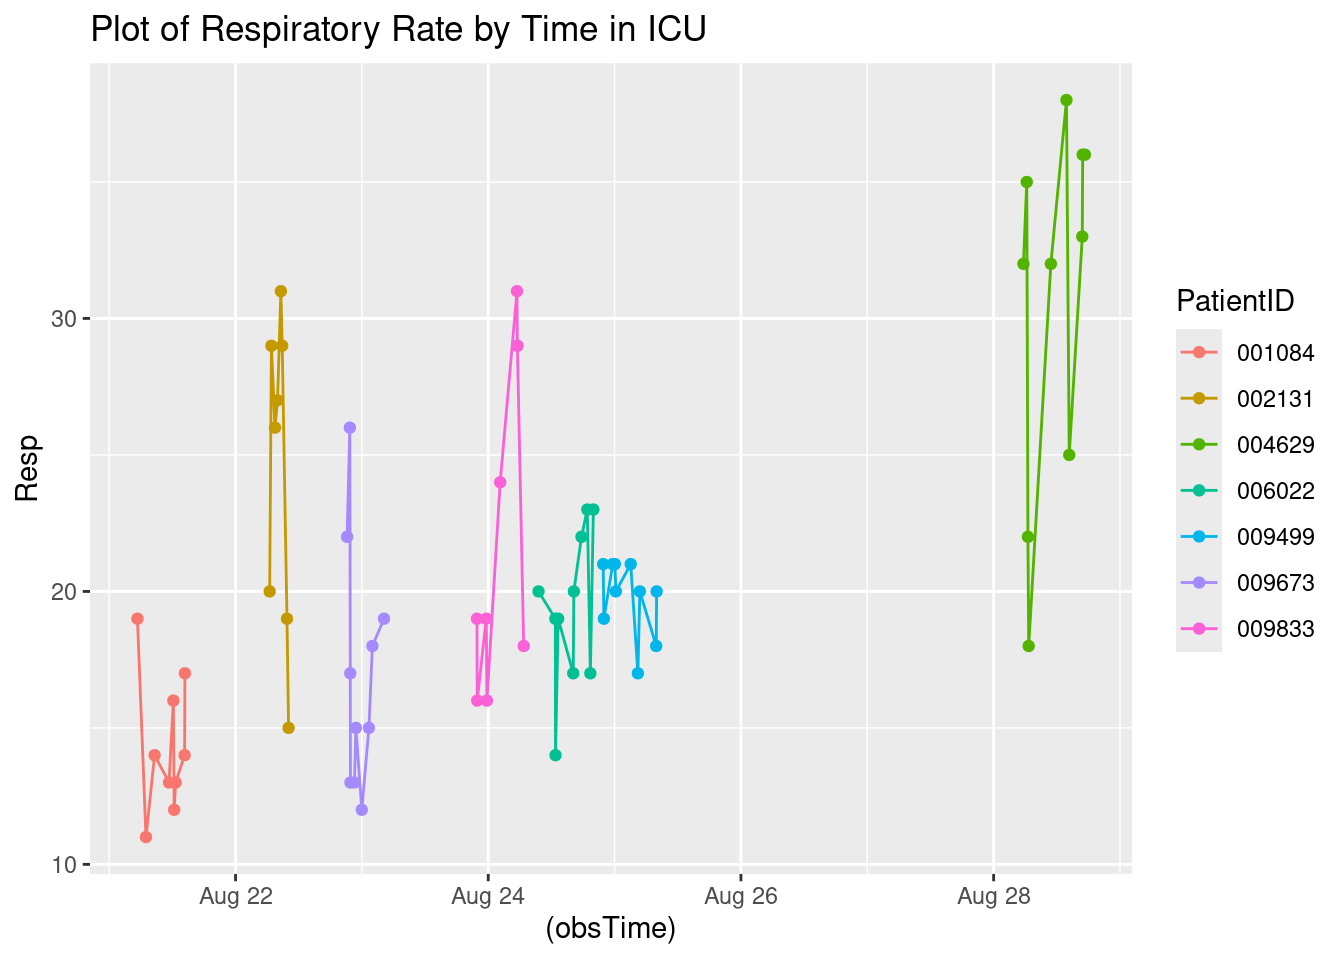 Plot of Respiratory Rate by Time in ICU
30
20
10
Resp
Aug 22
Aug 24
Aug 26
Aug 28
(obsTime)
PatientID
001084
002131
004629
006022
009499
009673
009833